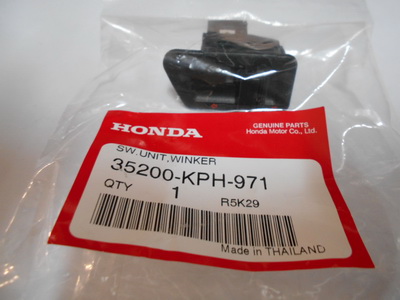 HONDA
GENUINE PARTS
Honda Motor Co., Ltd.
SW. UNIT, WINKER
35200-KPH-971
QTY 1 R5K29
Made in THAILAND